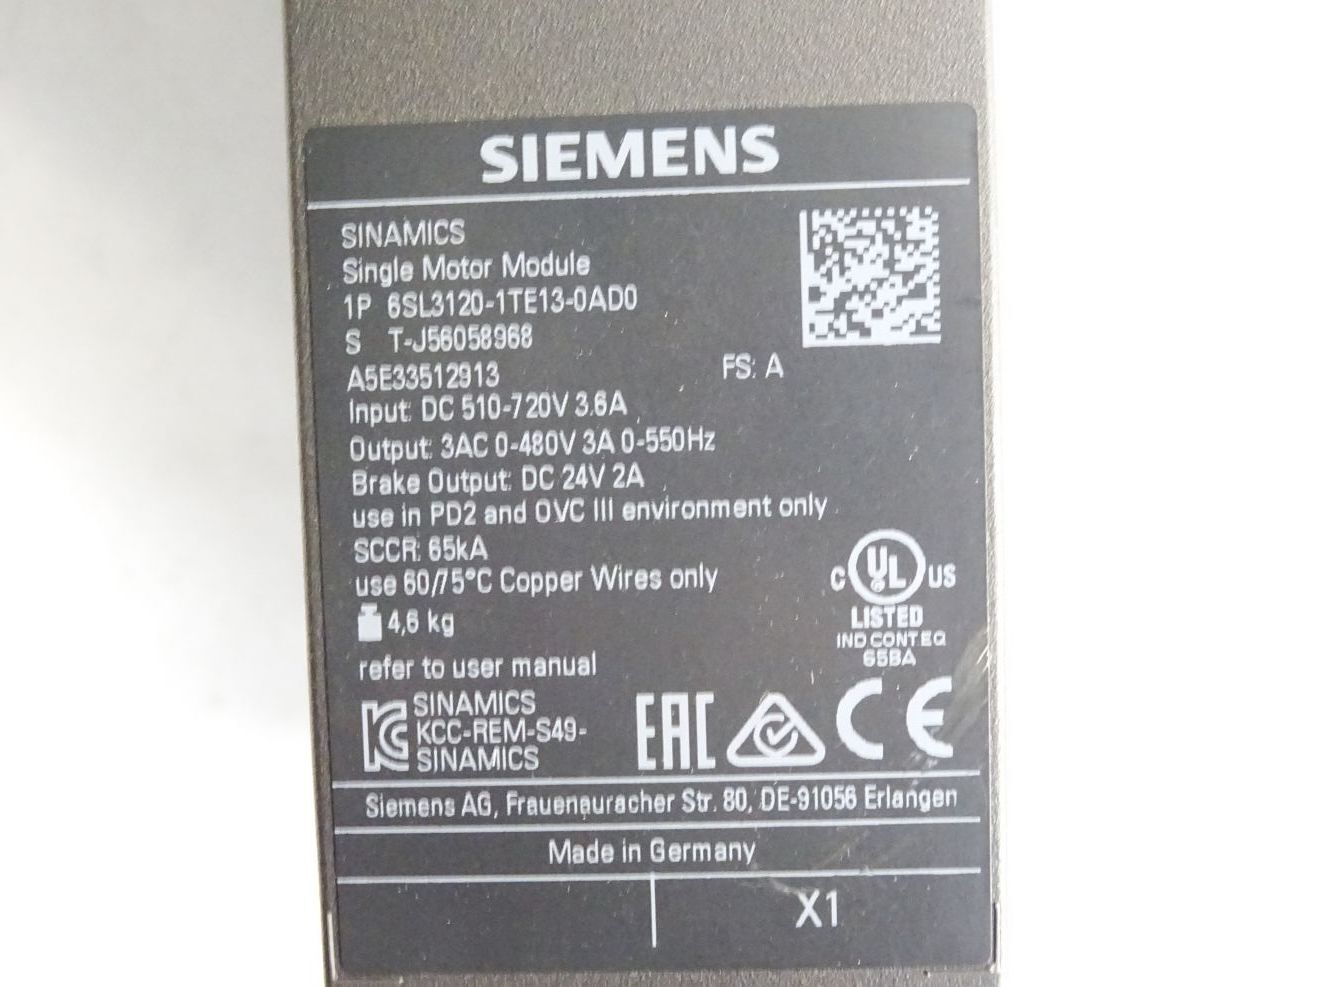 SIEMENS
SINAMICS
Single Motor Module
1P 6SL3120-1TE13-0AD0
S T-J56058968
A5E33512913 FS: A
Input: DC 510-720V 3.6A
Output: 3AC 0-480V 3A 0-550Hz
Brake Output: DC 24V 2A
use in PD2 and OVC III environment only
SCCR: 65kA
use 60/75°C Copper Wires only
C UL US
LISTED
IND CONT EQ
65BA
4,6 kg
refer to user manual
SINAMICS
KCC-REM-S49-
SINAMICS
EAC CE
Siemens AG, Frauenauracher Str. 80, DE-91056 Erlangen
Made in Germany
X1